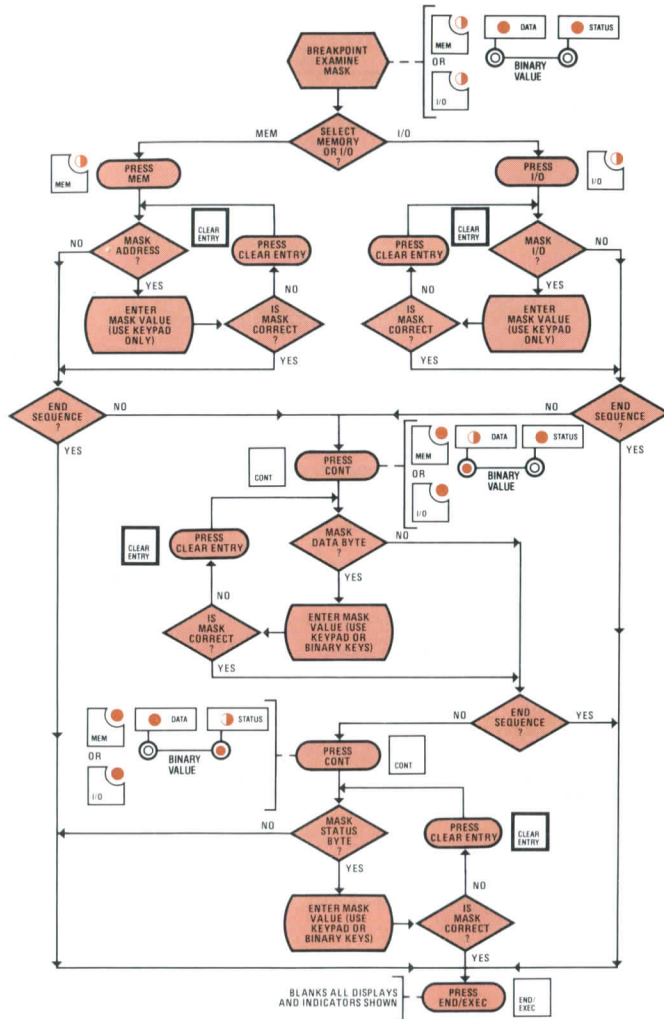 BREAKPOINT
EXAMINE
MASK
MEM
OR
I/O
DATA
STATUS
BINARY
VALUE
MEM
SELECT
MEMORY
OR I/O
?
I/O
MEM
PRESS
MEM
PRESS
I/O
I/O
NO
MASK
ADDRESS
?
CLEAR
ENTRY
PRESS
CLEAR ENTRY
PRESS
CLEAR ENTRY
CLEAR
ENTRY
MASK
I/O
?
NO
YES
NO
NO
YES
ENTER
MASK VALUE
(USE KEYPAD
ONLY)
IS
MASK
CORRECT
?
IS
MASK
CORRECT
?
ENTER
MASK VALUE
(USE KEYPAD
ONLY)
YES
YES
END
SEQUENCE
?
NO
NO
END
SEQUENCE
?
YES
YES
CONT
PRESS
CONT
MEM
OR
I/O
DATA
STATUS
BINARY
VALUE
CLEAR
ENTRY
PRESS
CLEAR ENTRY
MASK
DATA BYTE
?
NO
YES
NO
IS
MASK
CORRECT
?
ENTER MASK
VALUE (USE
KEYPAD OR
BINARY KEYS)
YES
MEM
OR
I/O
DATA
STATUS
BINARY
VALUE
NO
END
SEQUENCE
?
YES
PRESS
CONT
CONT
NO
MASK
STATUS
BYTE
?
PRESS
CLEAR ENTRY
CLEAR
ENTRY
YES
NO
ENTER MASK
VALUE (USE
KEYPAD OR
BINARY KEYS)
IS
MASK
CORRECT
?
YES
BLANKS ALL DISPLAYS
AND INDICATORS SHOWN
PRESS
END/EXEC
END/
EXEC